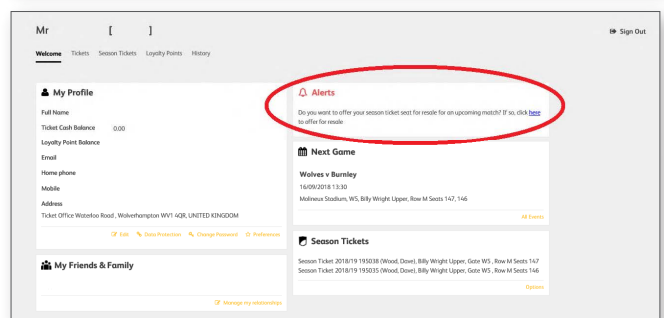 Mr [ ]
Sign Out
Welcome Tickets Season Tickets Loyalty Points History
My Profile
Full Name
Ticket Cash Balance 0.00
Loyalty Point Balance
Email
Home phone
Mobile
Address
Ticket Office Waterloo Road , Wolverhampton WV1 4QR, UNITED KINGDOM
Edit Data Protection Change Password Preferences
My Friends & Family
Manage my relationships
Alerts
Do you want to offer your season ticket seat for resale for an upcoming match? If so, click here
to offer for resale
Next Game
Wolves v Burnley
16/09/2018 13:30
Molineux Stadium, W5, Billy Wright Upper, Row M Seats 147, 146
All Events
Season Tickets
Season Ticket 2018/19 195038 (Wood, Dave), Billy Wright Upper, Gate W5 , Row M Seats 147
Season Ticket 2018/19 195035 (Wood, Dave), Billy Wright Upper, Gate W5 , Row M Seats 146
Options